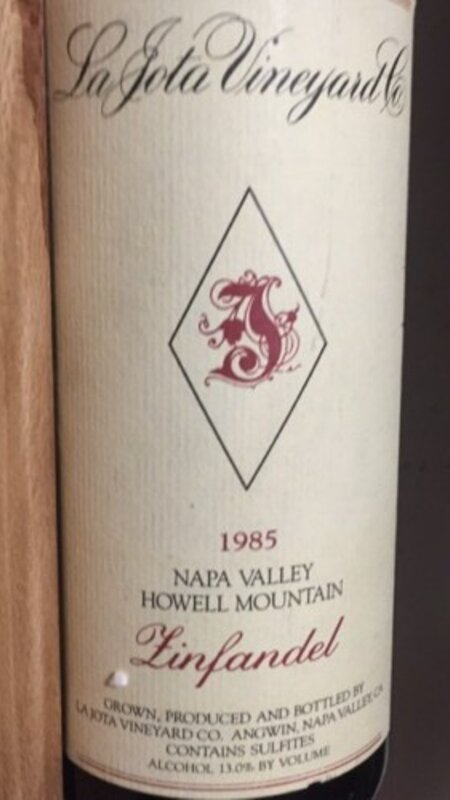 La Jota Vineyard Co
J
1985
NAPA VALLEY
HOWELL MOUNTAIN
Zinfandel
GROWN, PRODUCED AND BOTTLED BY
LA JOTA VINEYARD CO. ANGWIN, NAPA VALLEY, CA
CONTAINS SULFITES
ALCOHOL 13.0% BY VOLUME